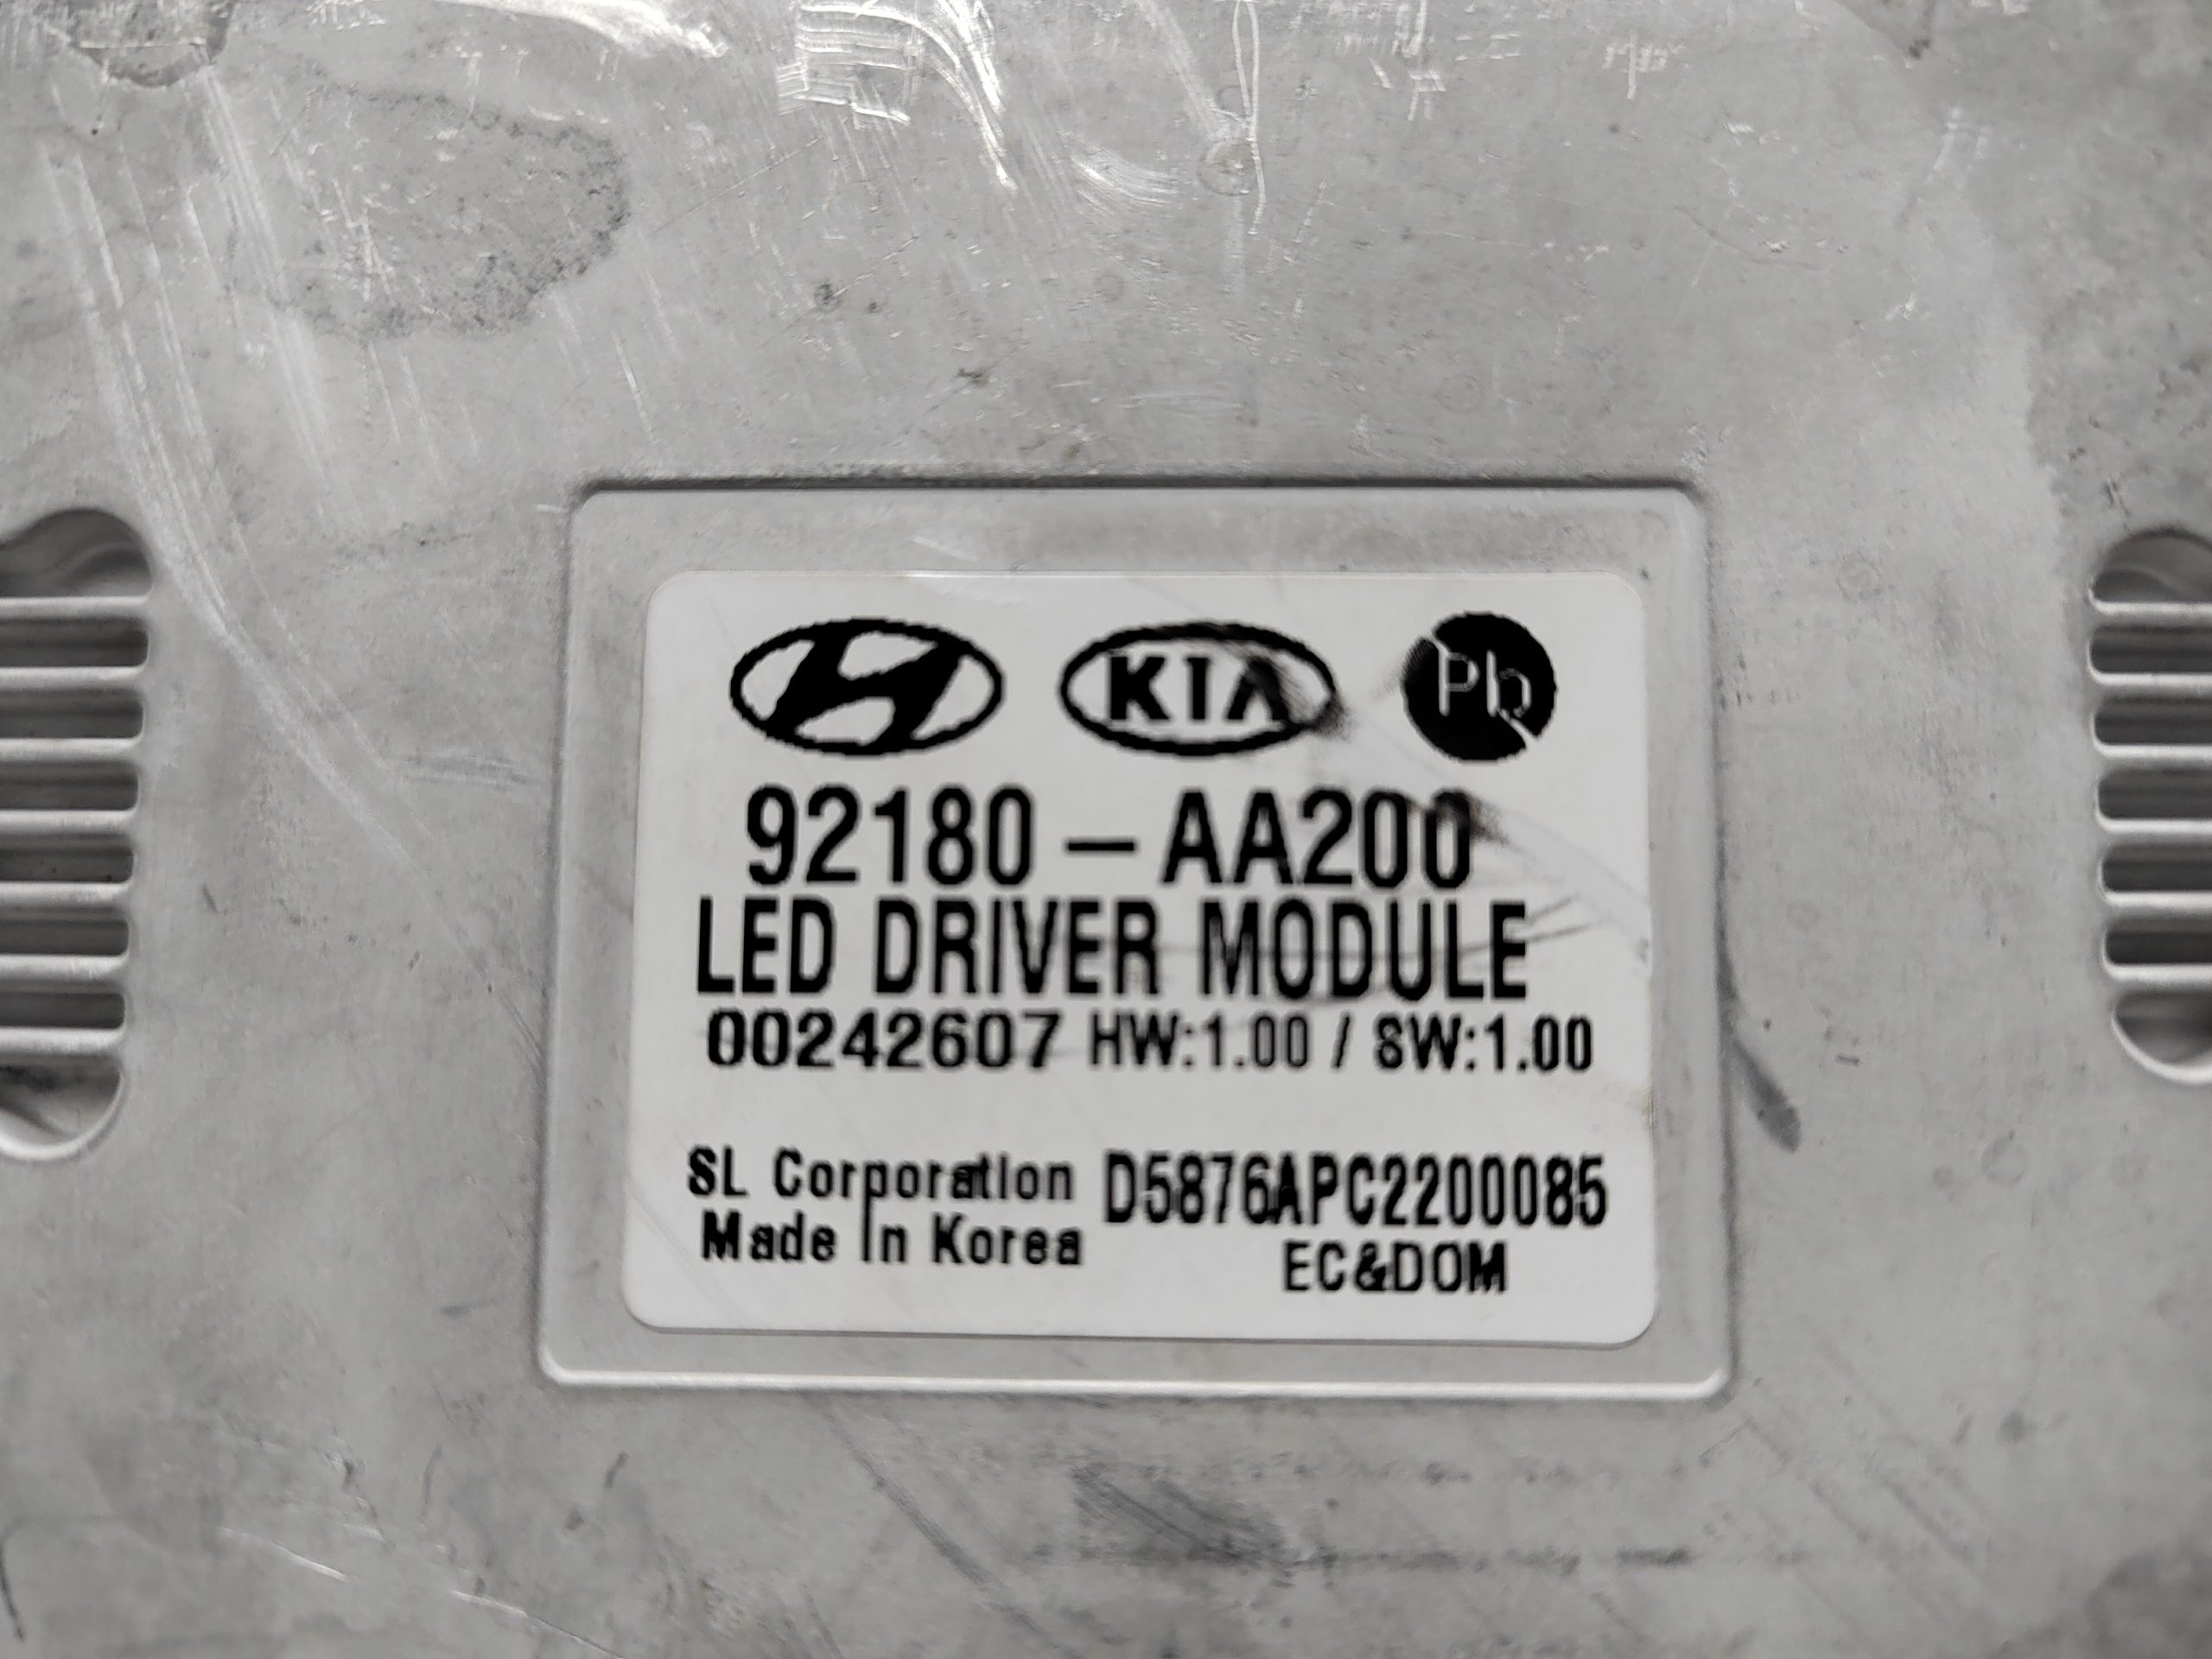 KIA Pb
92180-AA200
LED DRIVER MODULE
00242607 HW:1.00 / SW:1.00
SL Corporation D5876APC2200085
Made In Korea EC&DOM